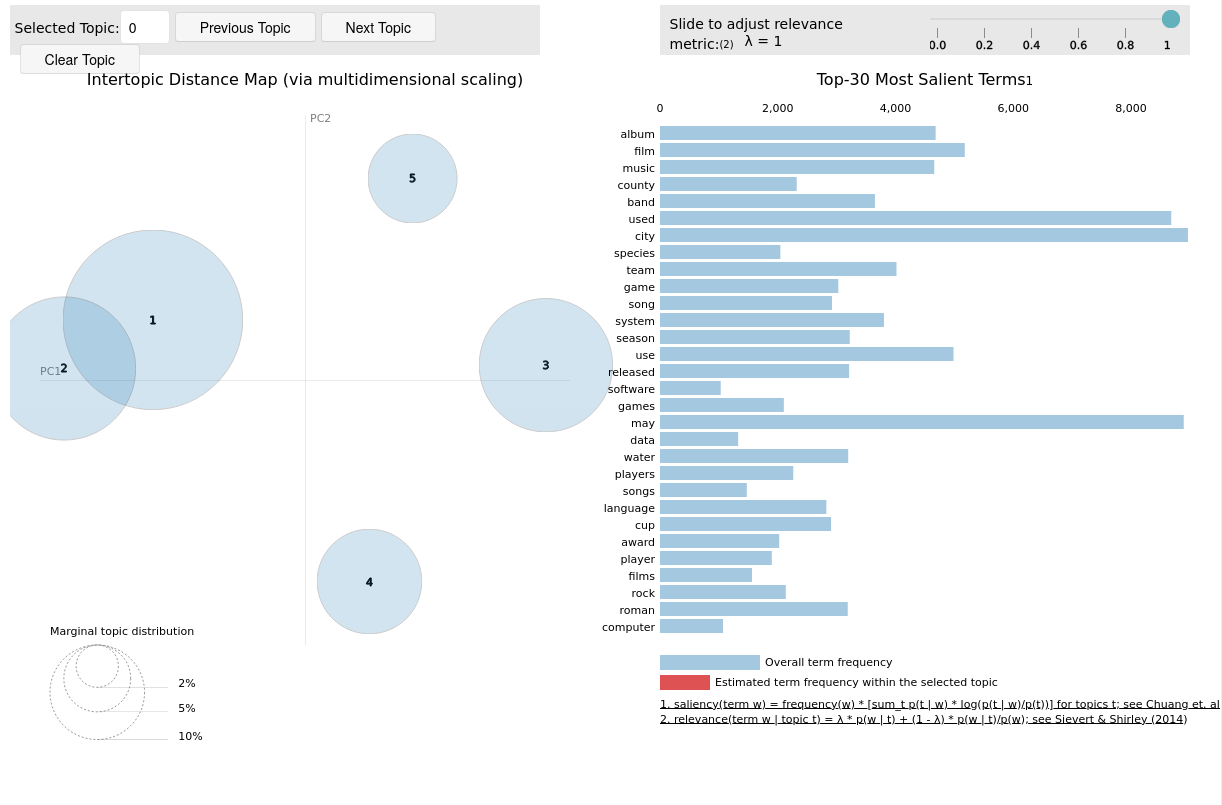 Selected Topic: 0 Previous Topic Next Topic
Clear Topic
Slide to adjust relevance
metric:(2) λ = 1
0.0 0.2 0.4 0.6 0.8 1
Intertopic Distance Map (via multidimensional scaling)
PC2
PC1
5
1
2
3
4
Marginal topic distribution
2%
5%
10%
Top-30 Most Salient Terms1
0 2,000 4,000 6,000 8,000
album
film
music
county
band
used
city
species
team
game
song
system
season
use
released
software
games
may
data
water
players
songs
language
cup
award
player
films
rock
roman
computer
Overall term frequency
Estimated term frequency within the selected topic
1. saliency(term w) = frequency(w) * [sum_t p(t | w) * log(p(t | w)/p(t))] for topics t; see Chuang et. al
2. relevance(term w | topic t) = λ * p(w | t) + (1 - λ) * p(w | t)/p(w); see Sievert & Shirley (2014)